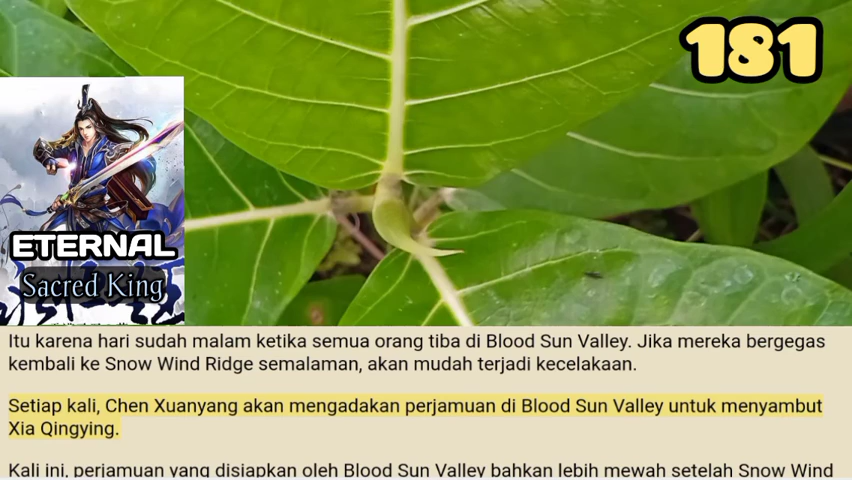 181
ETERNAL
Sacred King
Itu karena hari sudah malam ketika semua orang tiba di Blood Sun Valley. Jika mereka bergegas
kembali ke Snow Wind Ridge semalaman, akan mudah terjadi kecelakaan.
Setiap kali, Chen Xuanyang akan mengadakan perjamuan di Blood Sun Valley untuk menyambut
Xia Qingying.
Kali ini, perjamuan yang disiapkan oleh Blood Sun Valley bahkan lebih mewah setelah Snow Wind